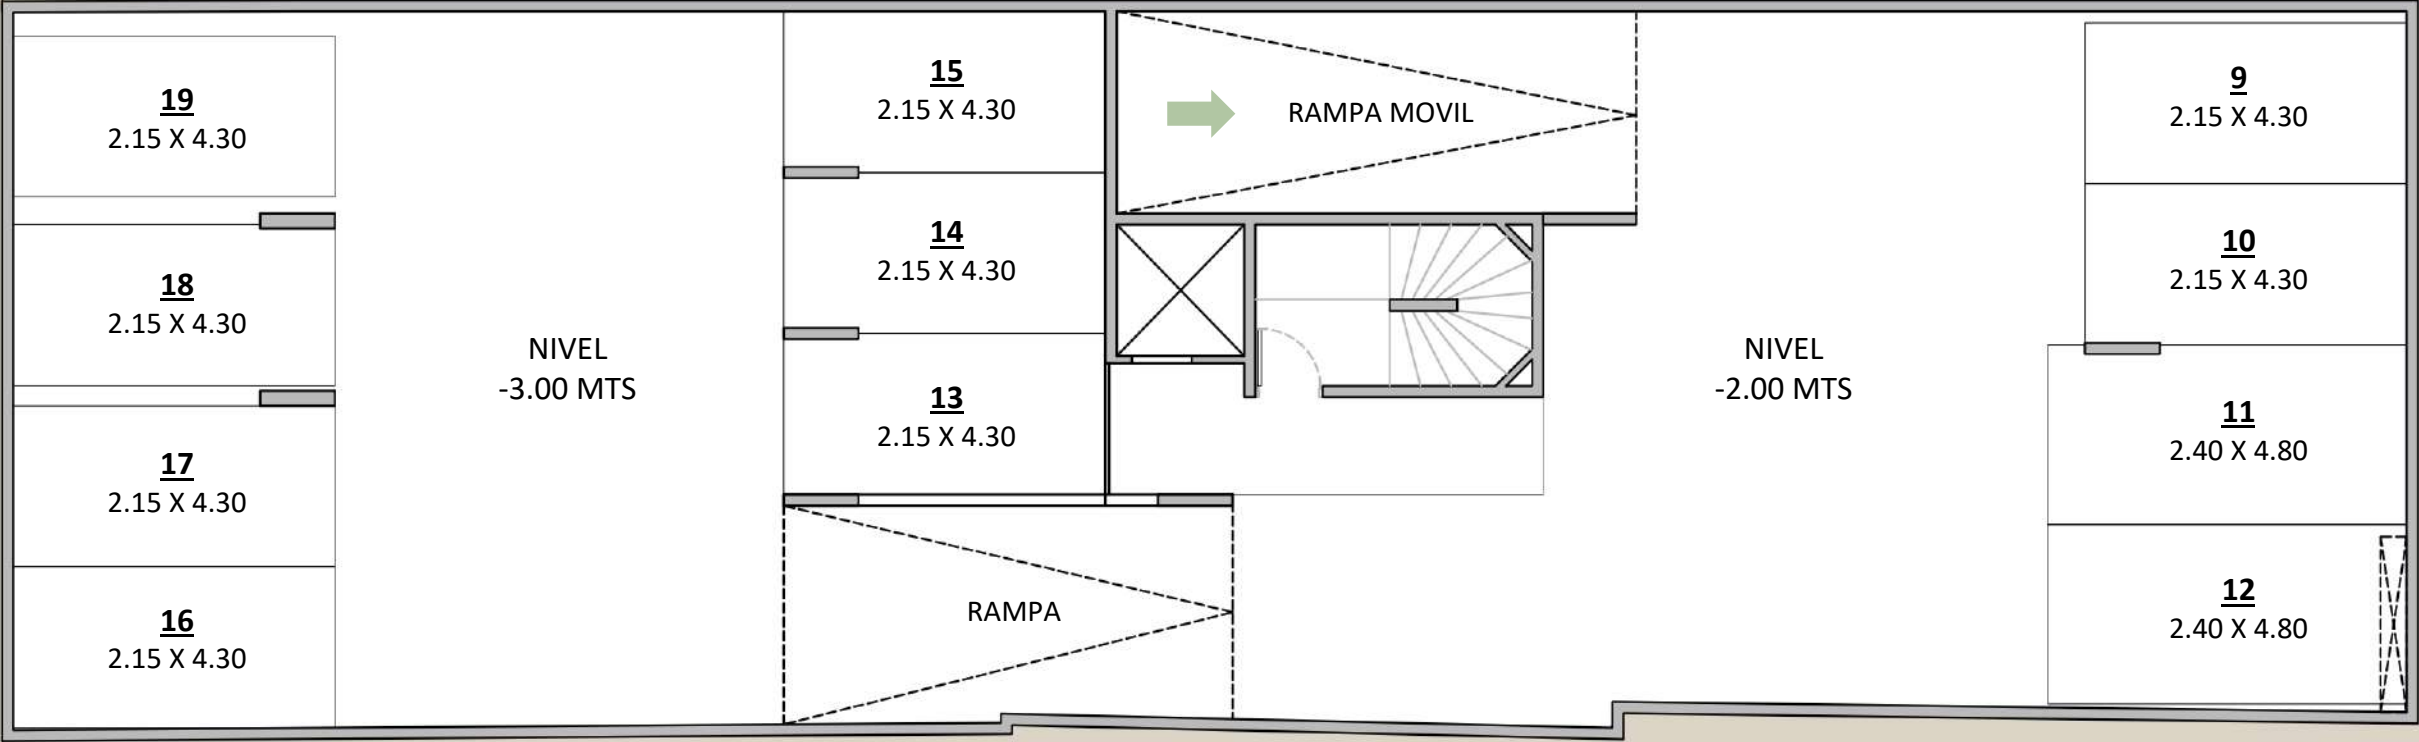 19
2.15 X 4.30
18
2.15 X 4.30
17
2.15 X 4.30
16
2.15 X 4.30
NIVEL
-3.00 MTS
15
2.15 X 4.30
14
2.15 X 4.30
13
2.15 X 4.30
RAMPA MOVIL
RAMPA
NIVEL
-2.00 MTS
9
2.15 X 4.30
10
2.15 X 4.30
11
2.40 X 4.80
12
2.40 X 4.80